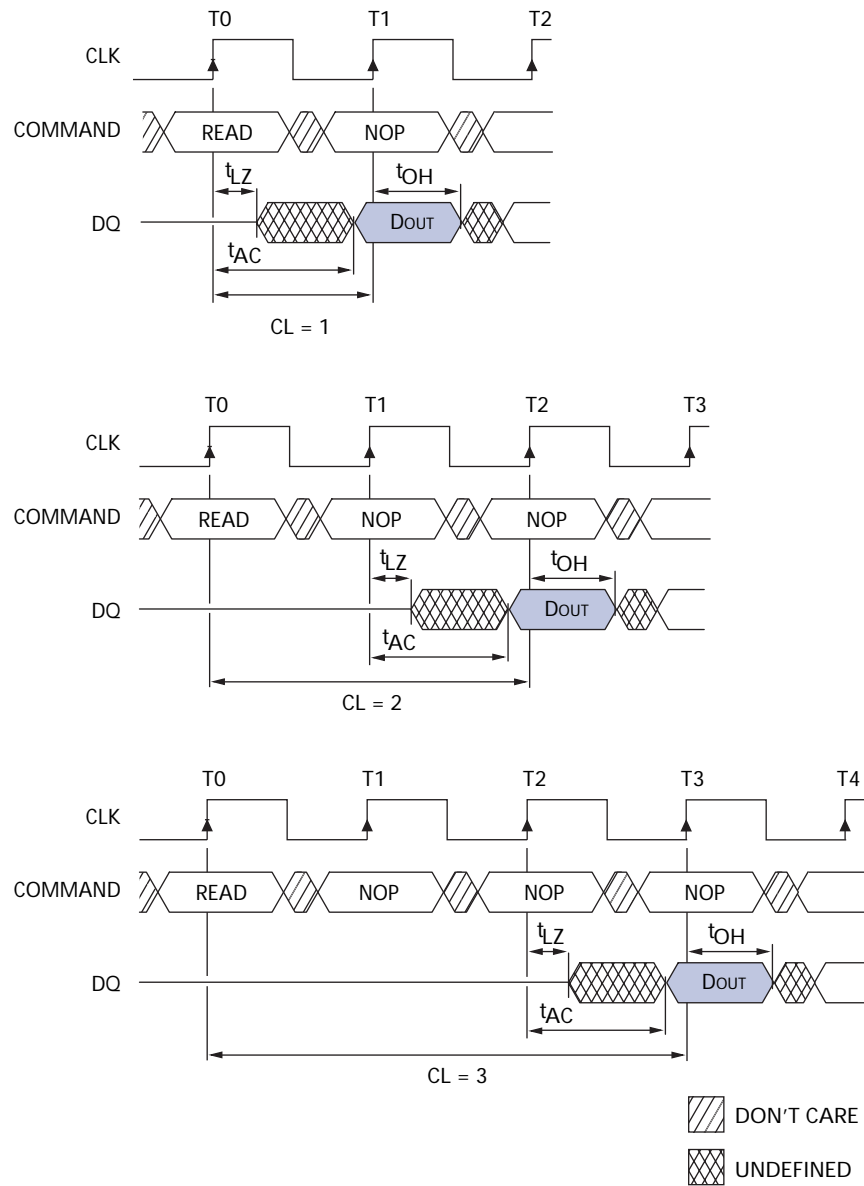 T0 T1 T2
CLK
COMMAND READ NOP
tLZ tOH
DQ DOUT
tAC
CL = 1
T0 T1 T2 T3
CLK
COMMAND READ NOP NOP
tLZ tOH
DQ DOUT
tAC
CL = 2
T0 T1 T2 T3 T4
CLK
COMMAND READ NOP NOP NOP
tLZ tOH
DQ DOUT
tAC
CL = 3
DON'T CARE
UNDEFINED